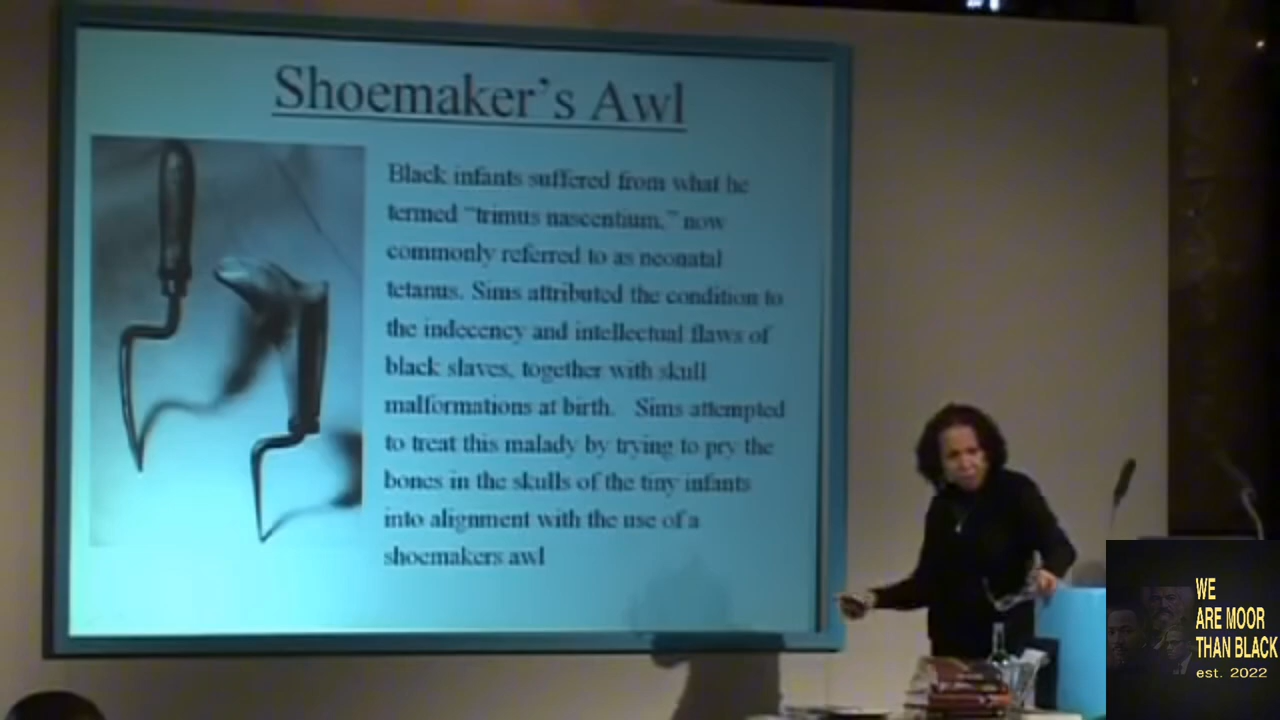 Shoemaker's Awl
Black infants suffered from what he
termed "trimus nascentium," now
commonly referred to as neonatal
tetanus. Sims attributed the condition to
the indecency and intellectual flaws of
black slaves, together with skull
malformations at birth. Sims attempted
to treat this malady by trying to pry the
bones in the skulls of the tiny infants
into alignment with the use of a
shoemakers awl
WE
ARE MOOR
THAN BLACK
est. 2022